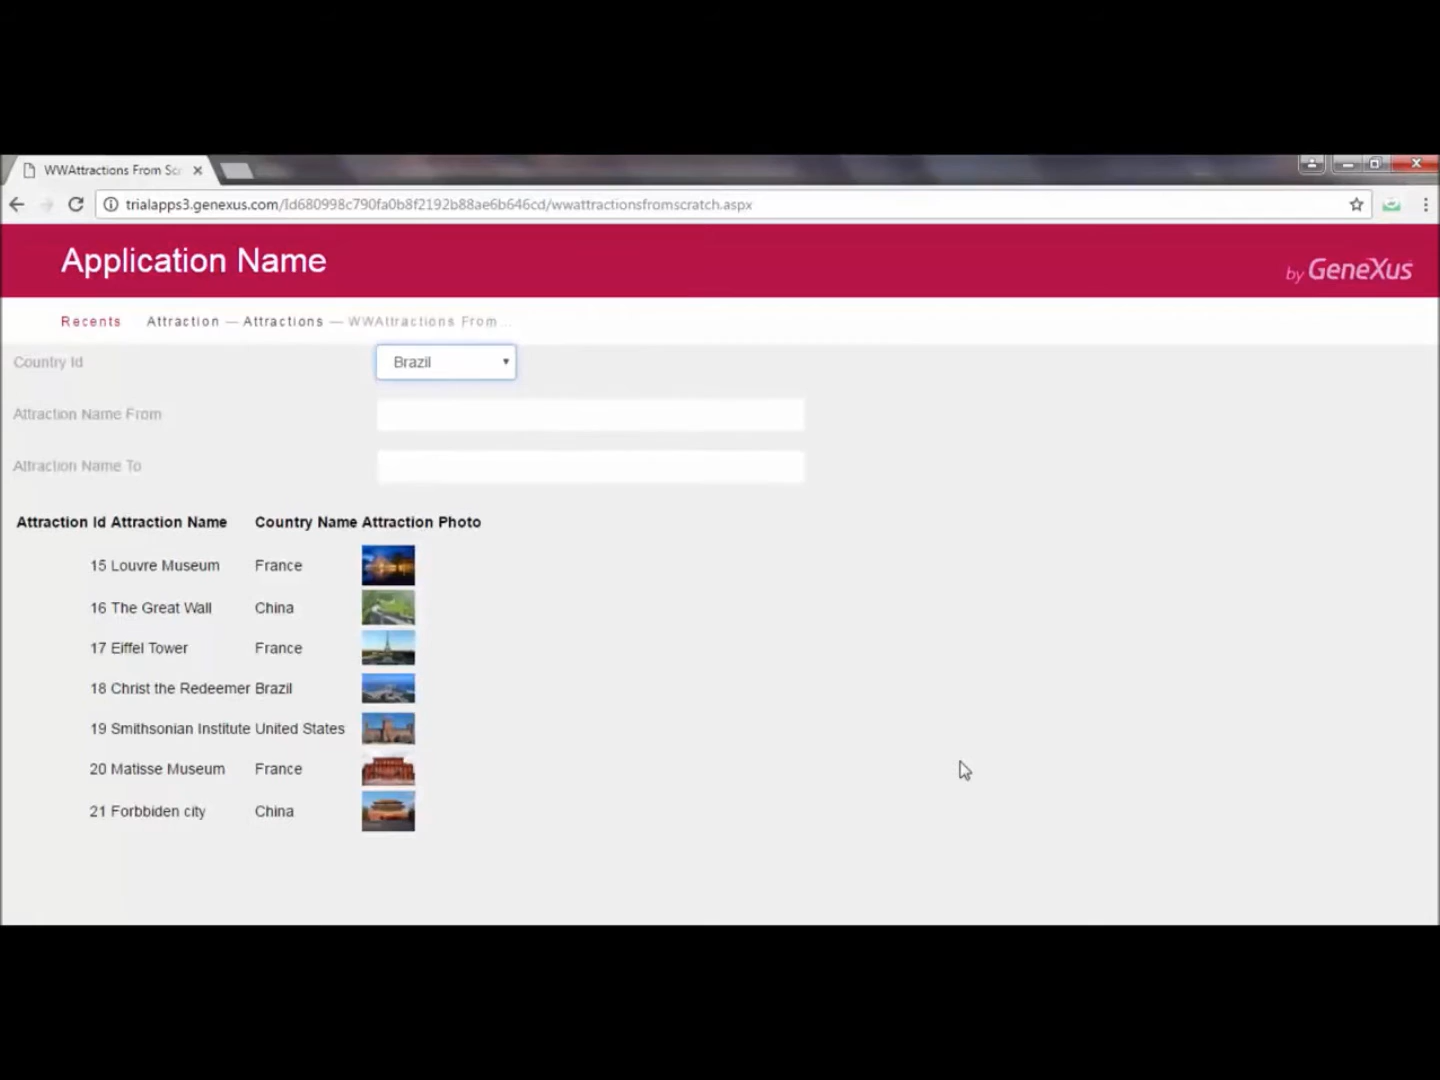 WWAttractions From Scr
trialapps3.genexus.com/Id680998c790fa0b8f2192b88ae6b646cd/wwattractionsfromscratch.aspx
Application Name
by GeneXus
Recents Attraction — Attractions — WWAttractions From ...
Country Id Brazil
Attraction Name From
Attraction Name To
Attraction Id Attraction Name Country Name Attraction Photo
15 Louvre Museum France
16 The Great Wall China
17 Eiffel Tower France
18 Christ the Redeemer Brazil
19 Smithsonian Institute United States
20 Matisse Museum France
21 Forbbiden city China